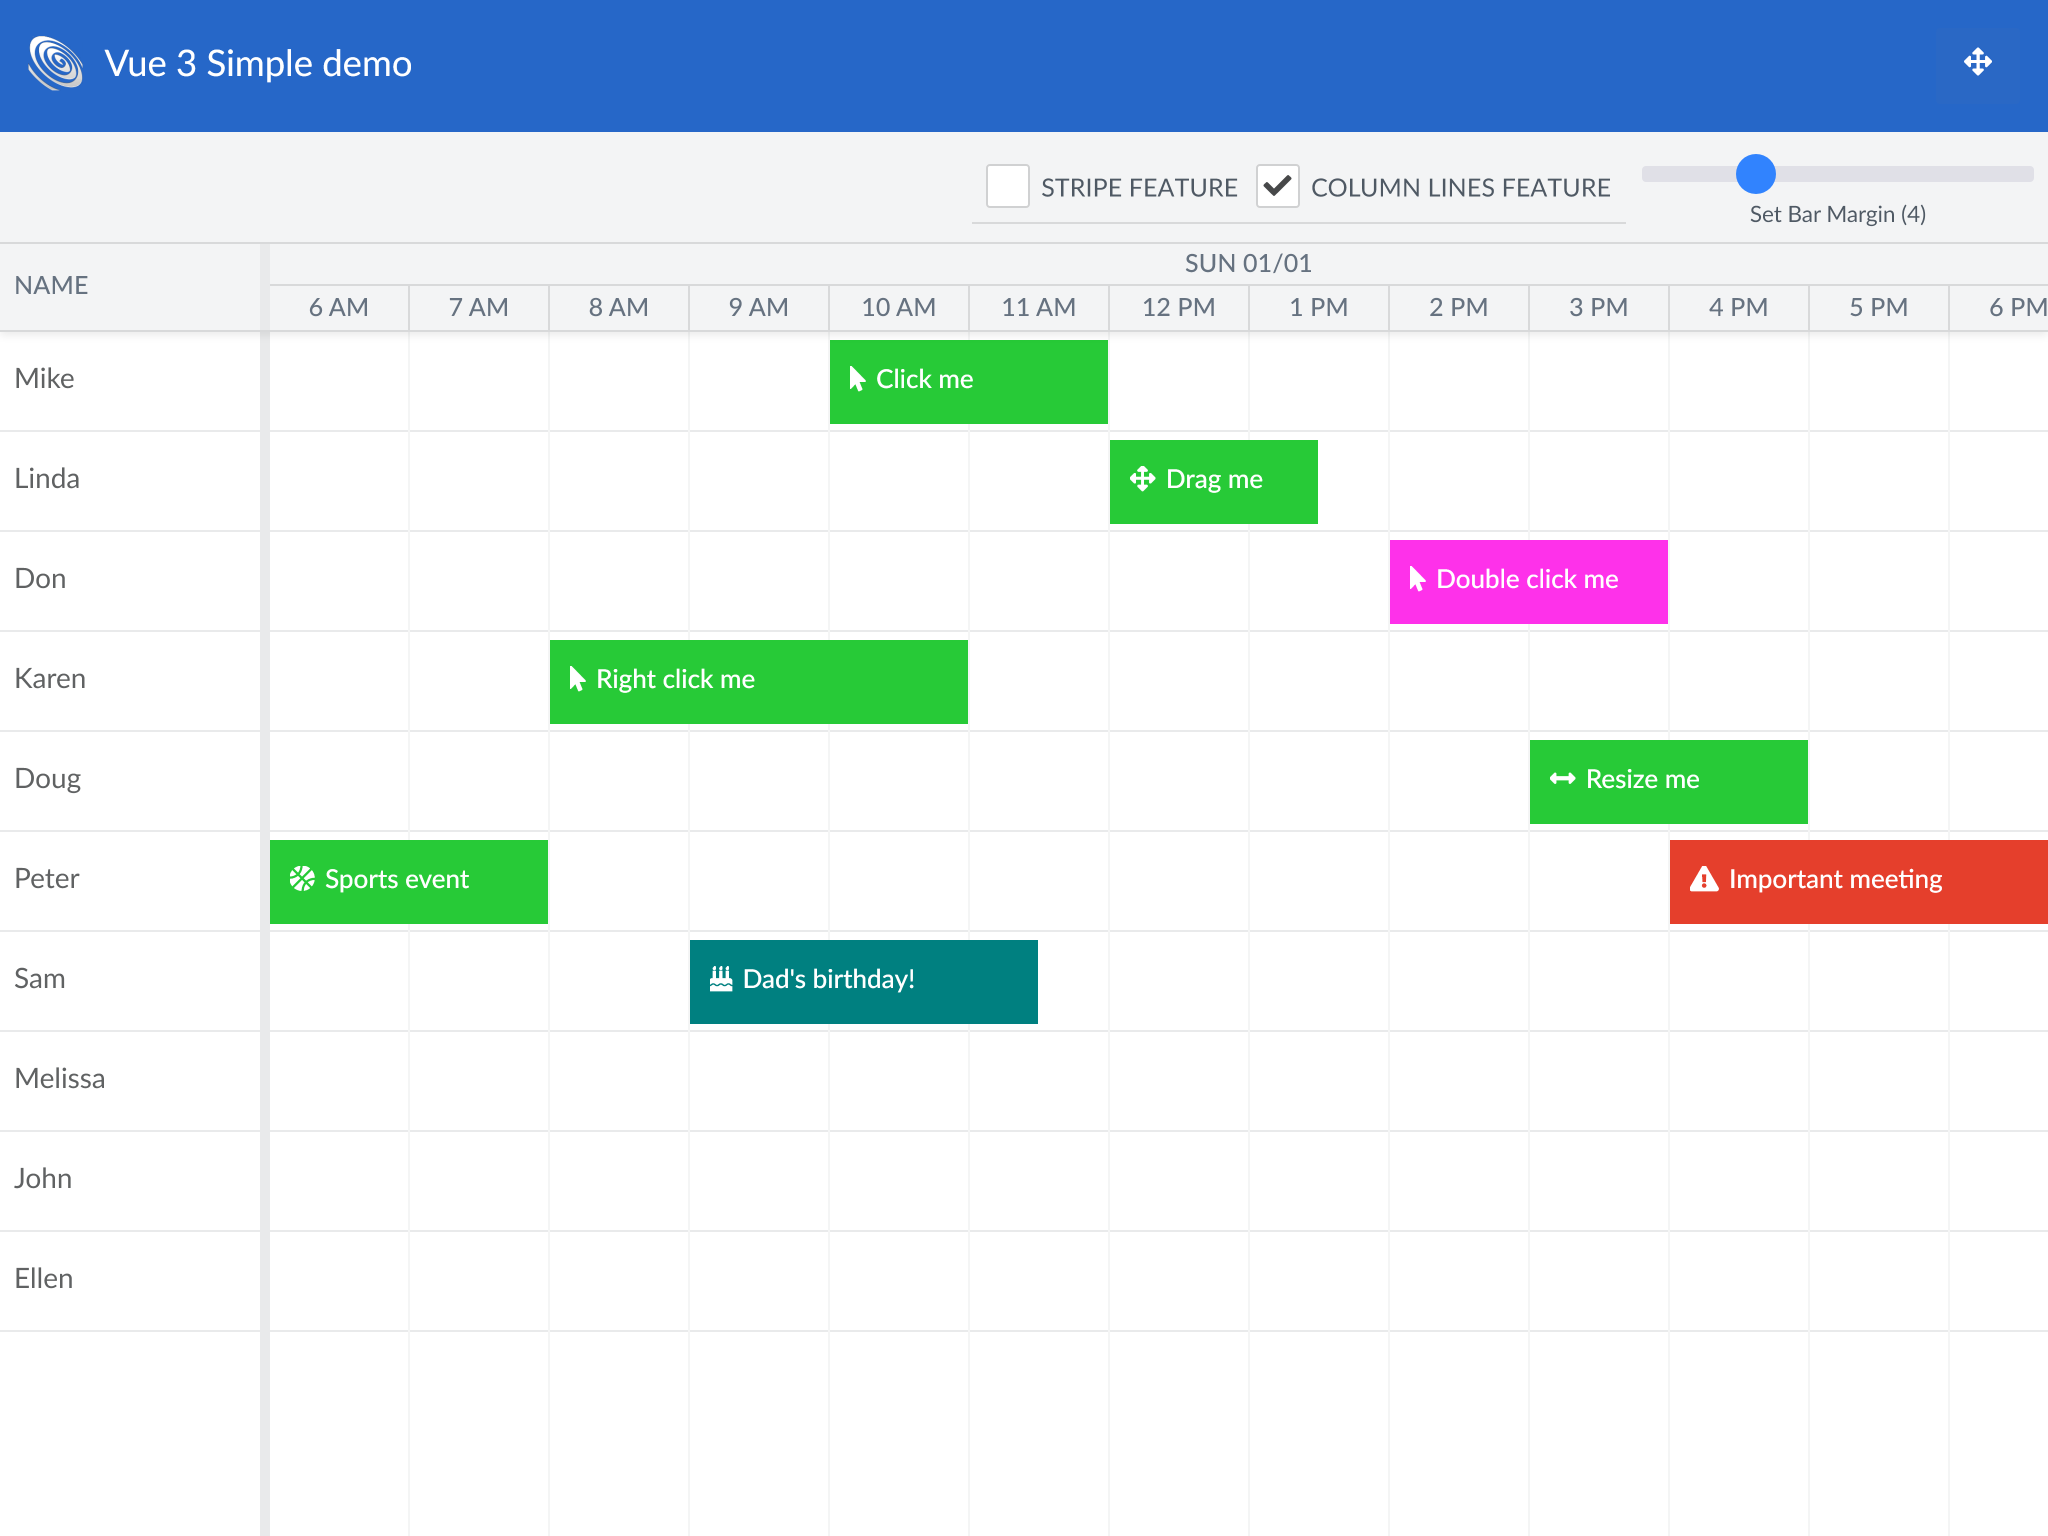 Vue 3 Simple demo
STRIPE FEATURE COLUMN LINES FEATURE
Set Bar Margin (4)
NAME
SUN 01/01
6 AM 7 AM 8 AM 9 AM 10 AM 11 AM 12 PM 1 PM 2 PM 3 PM 4 PM 5 PM 6 PM
Mike Click me
Linda Drag me
Don Double click me
Karen Right click me
Doug Resize me
Peter Sports event Important meeting
Sam Dad's birthday!
Melissa
John
Ellen